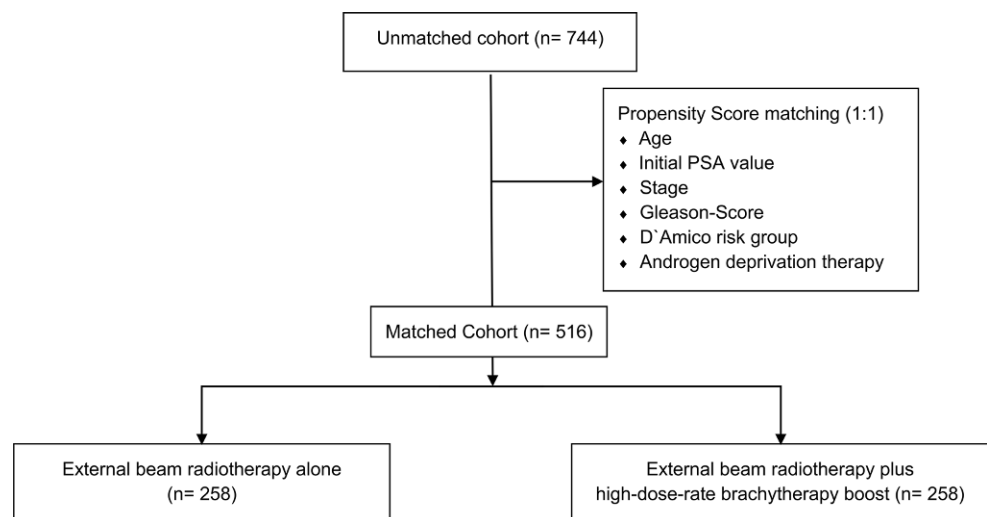 Unmatched cohort (n= 744)
Propensity Score matching (1:1)
♦ Age
♦ Initial PSA value
♦ Stage
♦ Gleason-Score
♦ D`Amico risk group
♦ Androgen deprivation therapy
Matched Cohort (n= 516)
External beam radiotherapy alone
(n= 258)
External beam radiotherapy plus
high-dose-rate brachytherapy boost (n= 258)